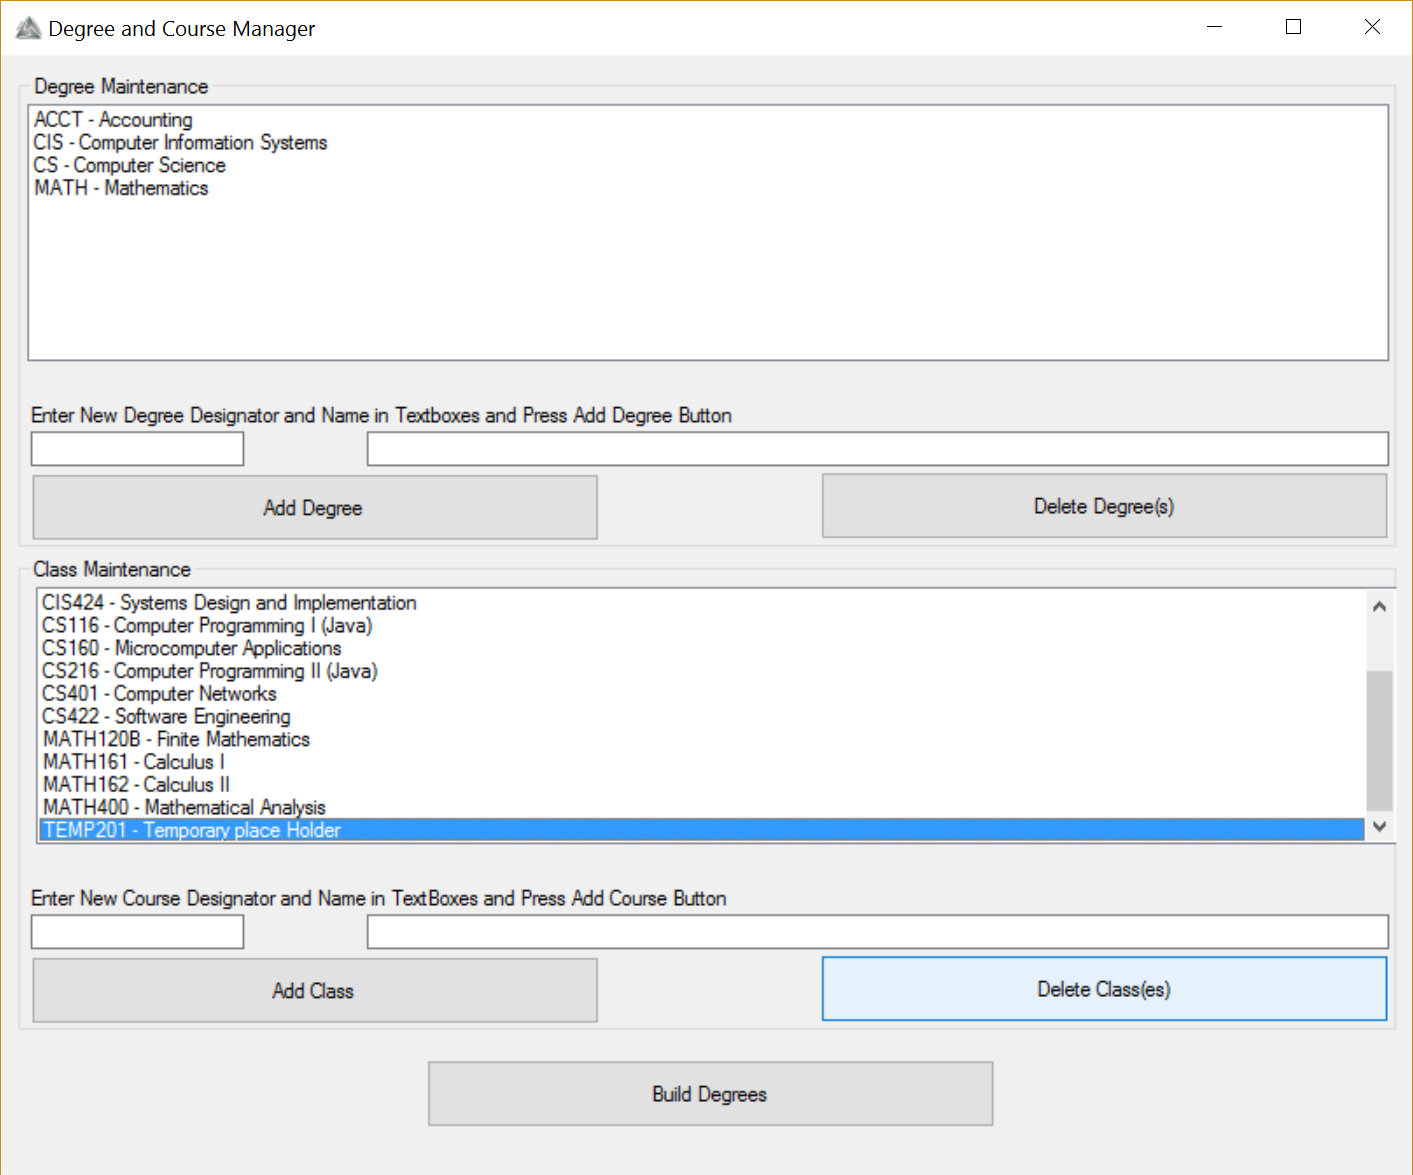 Degree and Course Manager
Degree Maintenance
ACCT - Accounting
CIS - Computer Information Systems
CS - Computer Science
MATH - Mathematics
Enter New Degree Designator and Name in Textboxes and Press Add Degree Button
Add Degree
Delete Degree(s)
Class Maintenance
CIS424 - Systems Design and Implementation
CS116 - Computer Programming I (Java)
CS160 - Microcomputer Applications
CS216 - Computer Programming II (Java)
CS401 - Computer Networks
CS422 - Software Engineering
MATH120B - Finite Mathematics
MATH161 - Calculus I
MATH162 - Calculus II
MATH400 - Mathematical Analysis
TEMP201 - Temporary place Holder
Enter New Course Designator and Name in TextBoxes and Press Add Course Button
Add Class
Delete Class(es)
Build Degrees